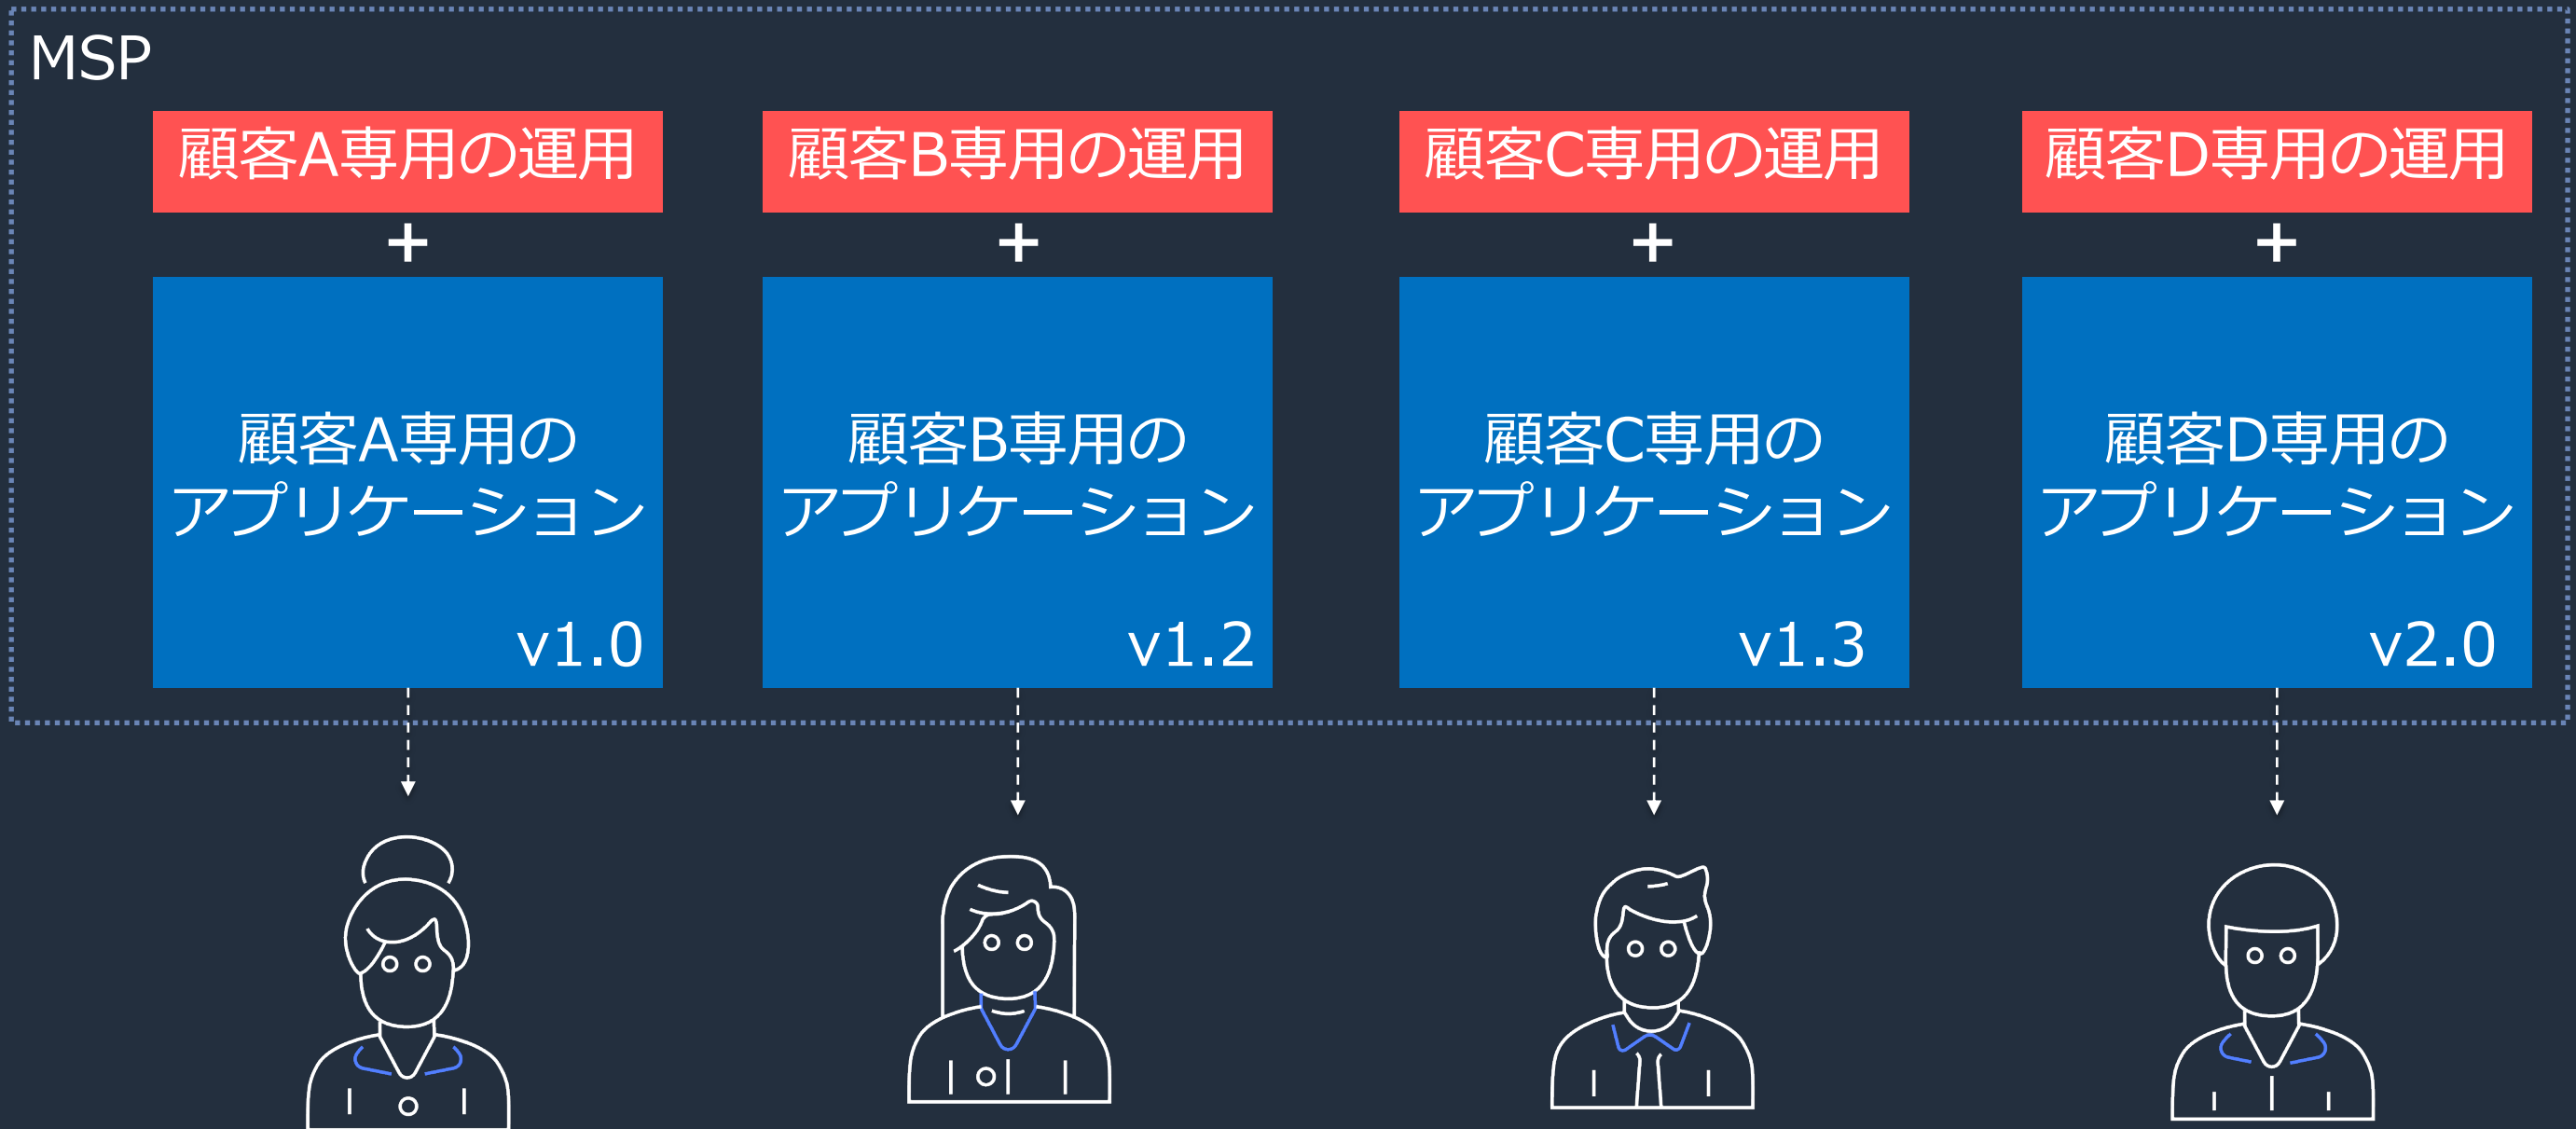 MSP
顧客A専用の運用
顧客B専用の運用
顧客C専用の運用
顧客D専用の運用
+
+
+
+
顧客A専用の
アプリケーション
v1.0
顧客B専用の
アプリケーション
v1.2
顧客C専用の
アプリケーション
v1.3
顧客D専用の
アプリケーション
v2.0